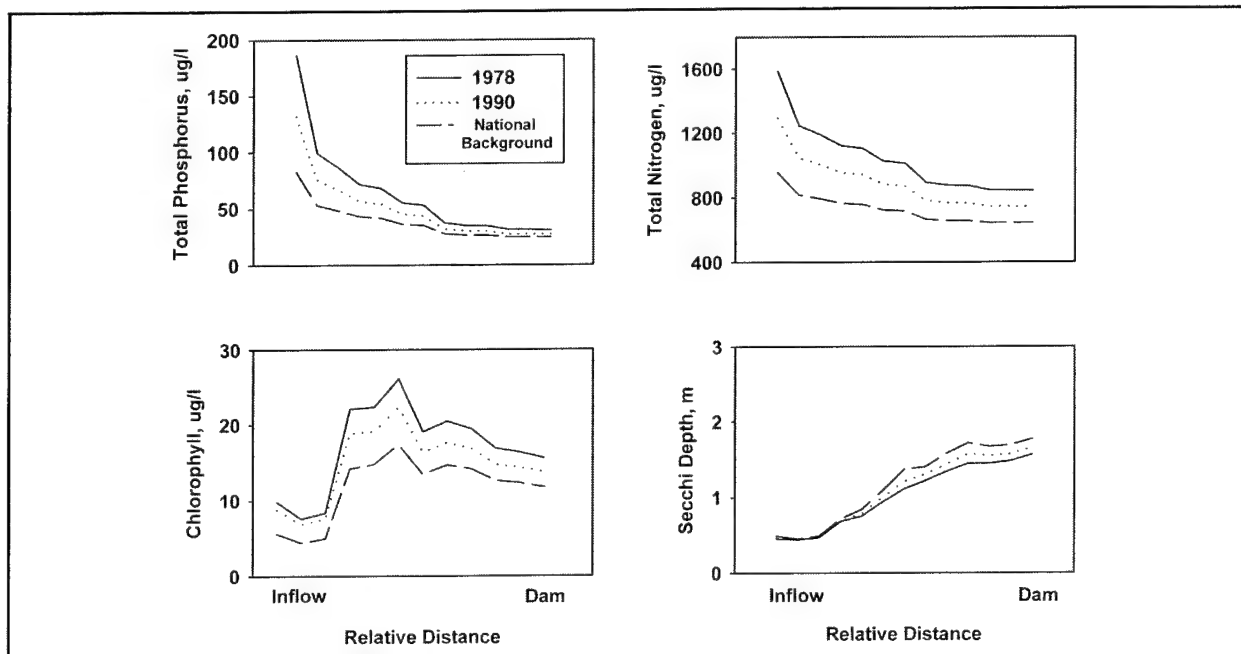 Total Phosphorus, ug/l
200
150
100
50
0
1978
1990
National
Background
Total Nitrogen, ug/l
1600
1200
800
400
Chlorophyll, ug/l
30
20
10
0
Inflow
Dam
Relative Distance
Secchi Depth, m
3
2
1
0
Inflow
Dam
Relative Distance